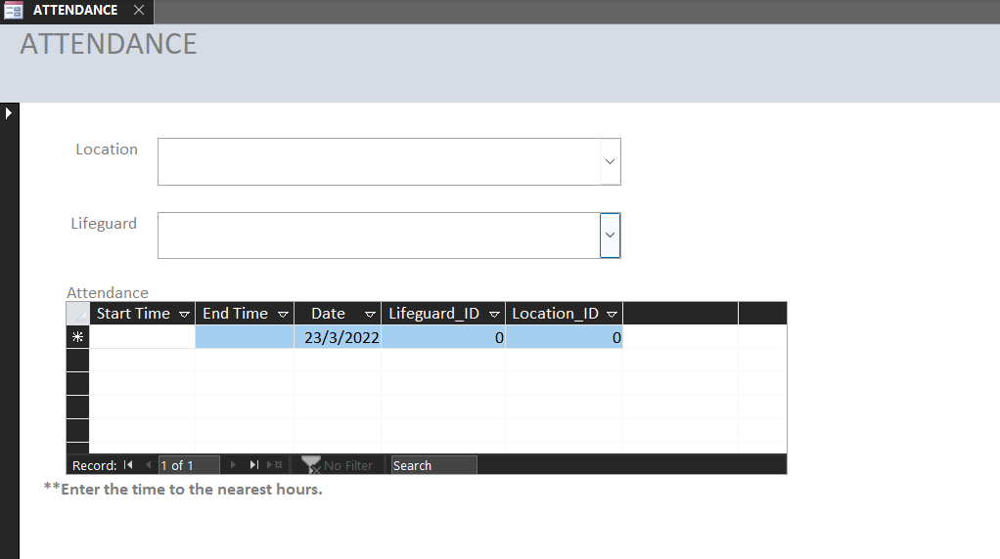 ATTENDANCE
ATTENDANCE
Location
Lifeguard
Attendance
Start Time End Time Date Lifeguard_ID Location_ID
23/3/2022 0 0
Record: 1 of 1 No Filter Search
**Enter the time to the nearest hours.